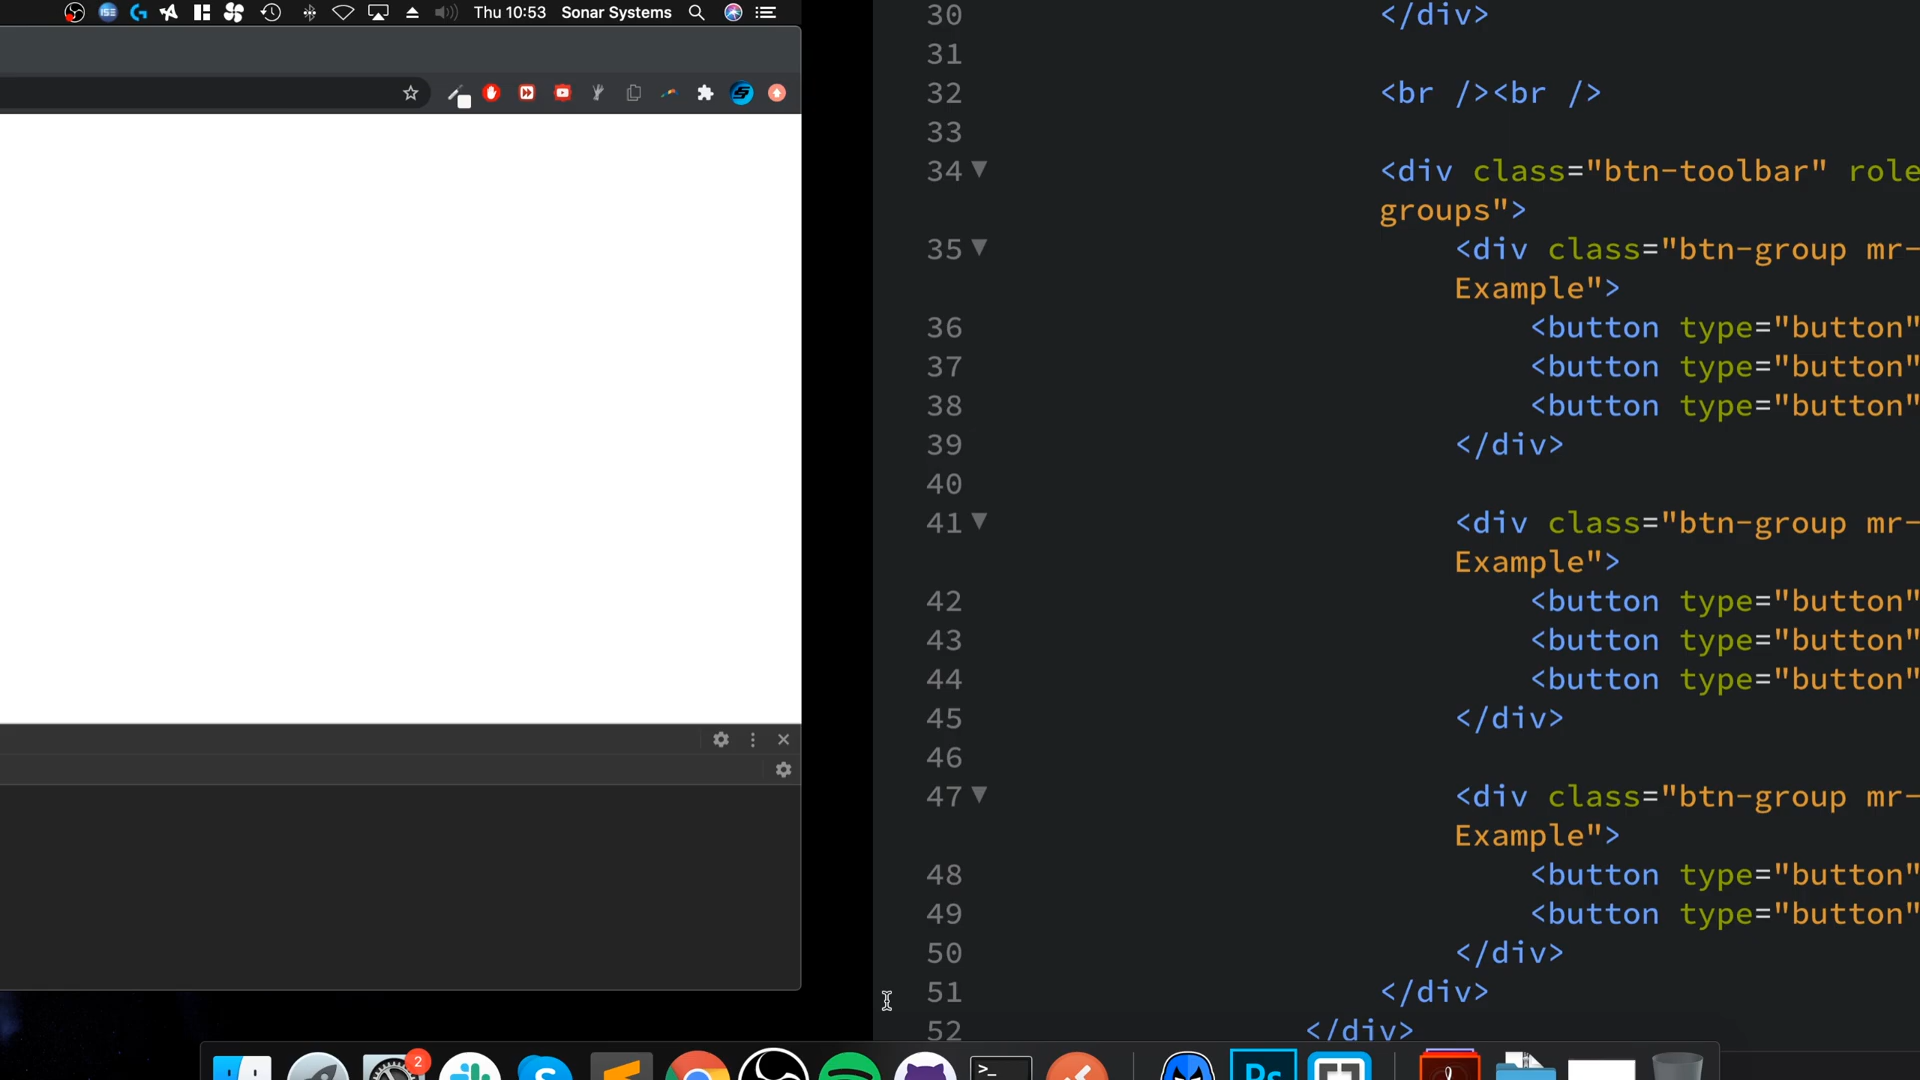 Thu 10:53 Sonar Systems
30 </div>
31
32 <br /><br />
33
34 <div class="btn-toolbar" role
groups">
35 <div class="btn-group mr-
Example">
36 <button type="button"
37 <button type="button"
38 <button type="button"
39 </div>
40
41 <div class="btn-group mr-
Example">
42 <button type="button"
43 <button type="button"
44 <button type="button"
45 </div>
46
47 <div class="btn-group mr-
Example">
48 <button type="button"
49 <button type="button"
50 </div>
51 </div>
52 </div>
2
>_
Ps